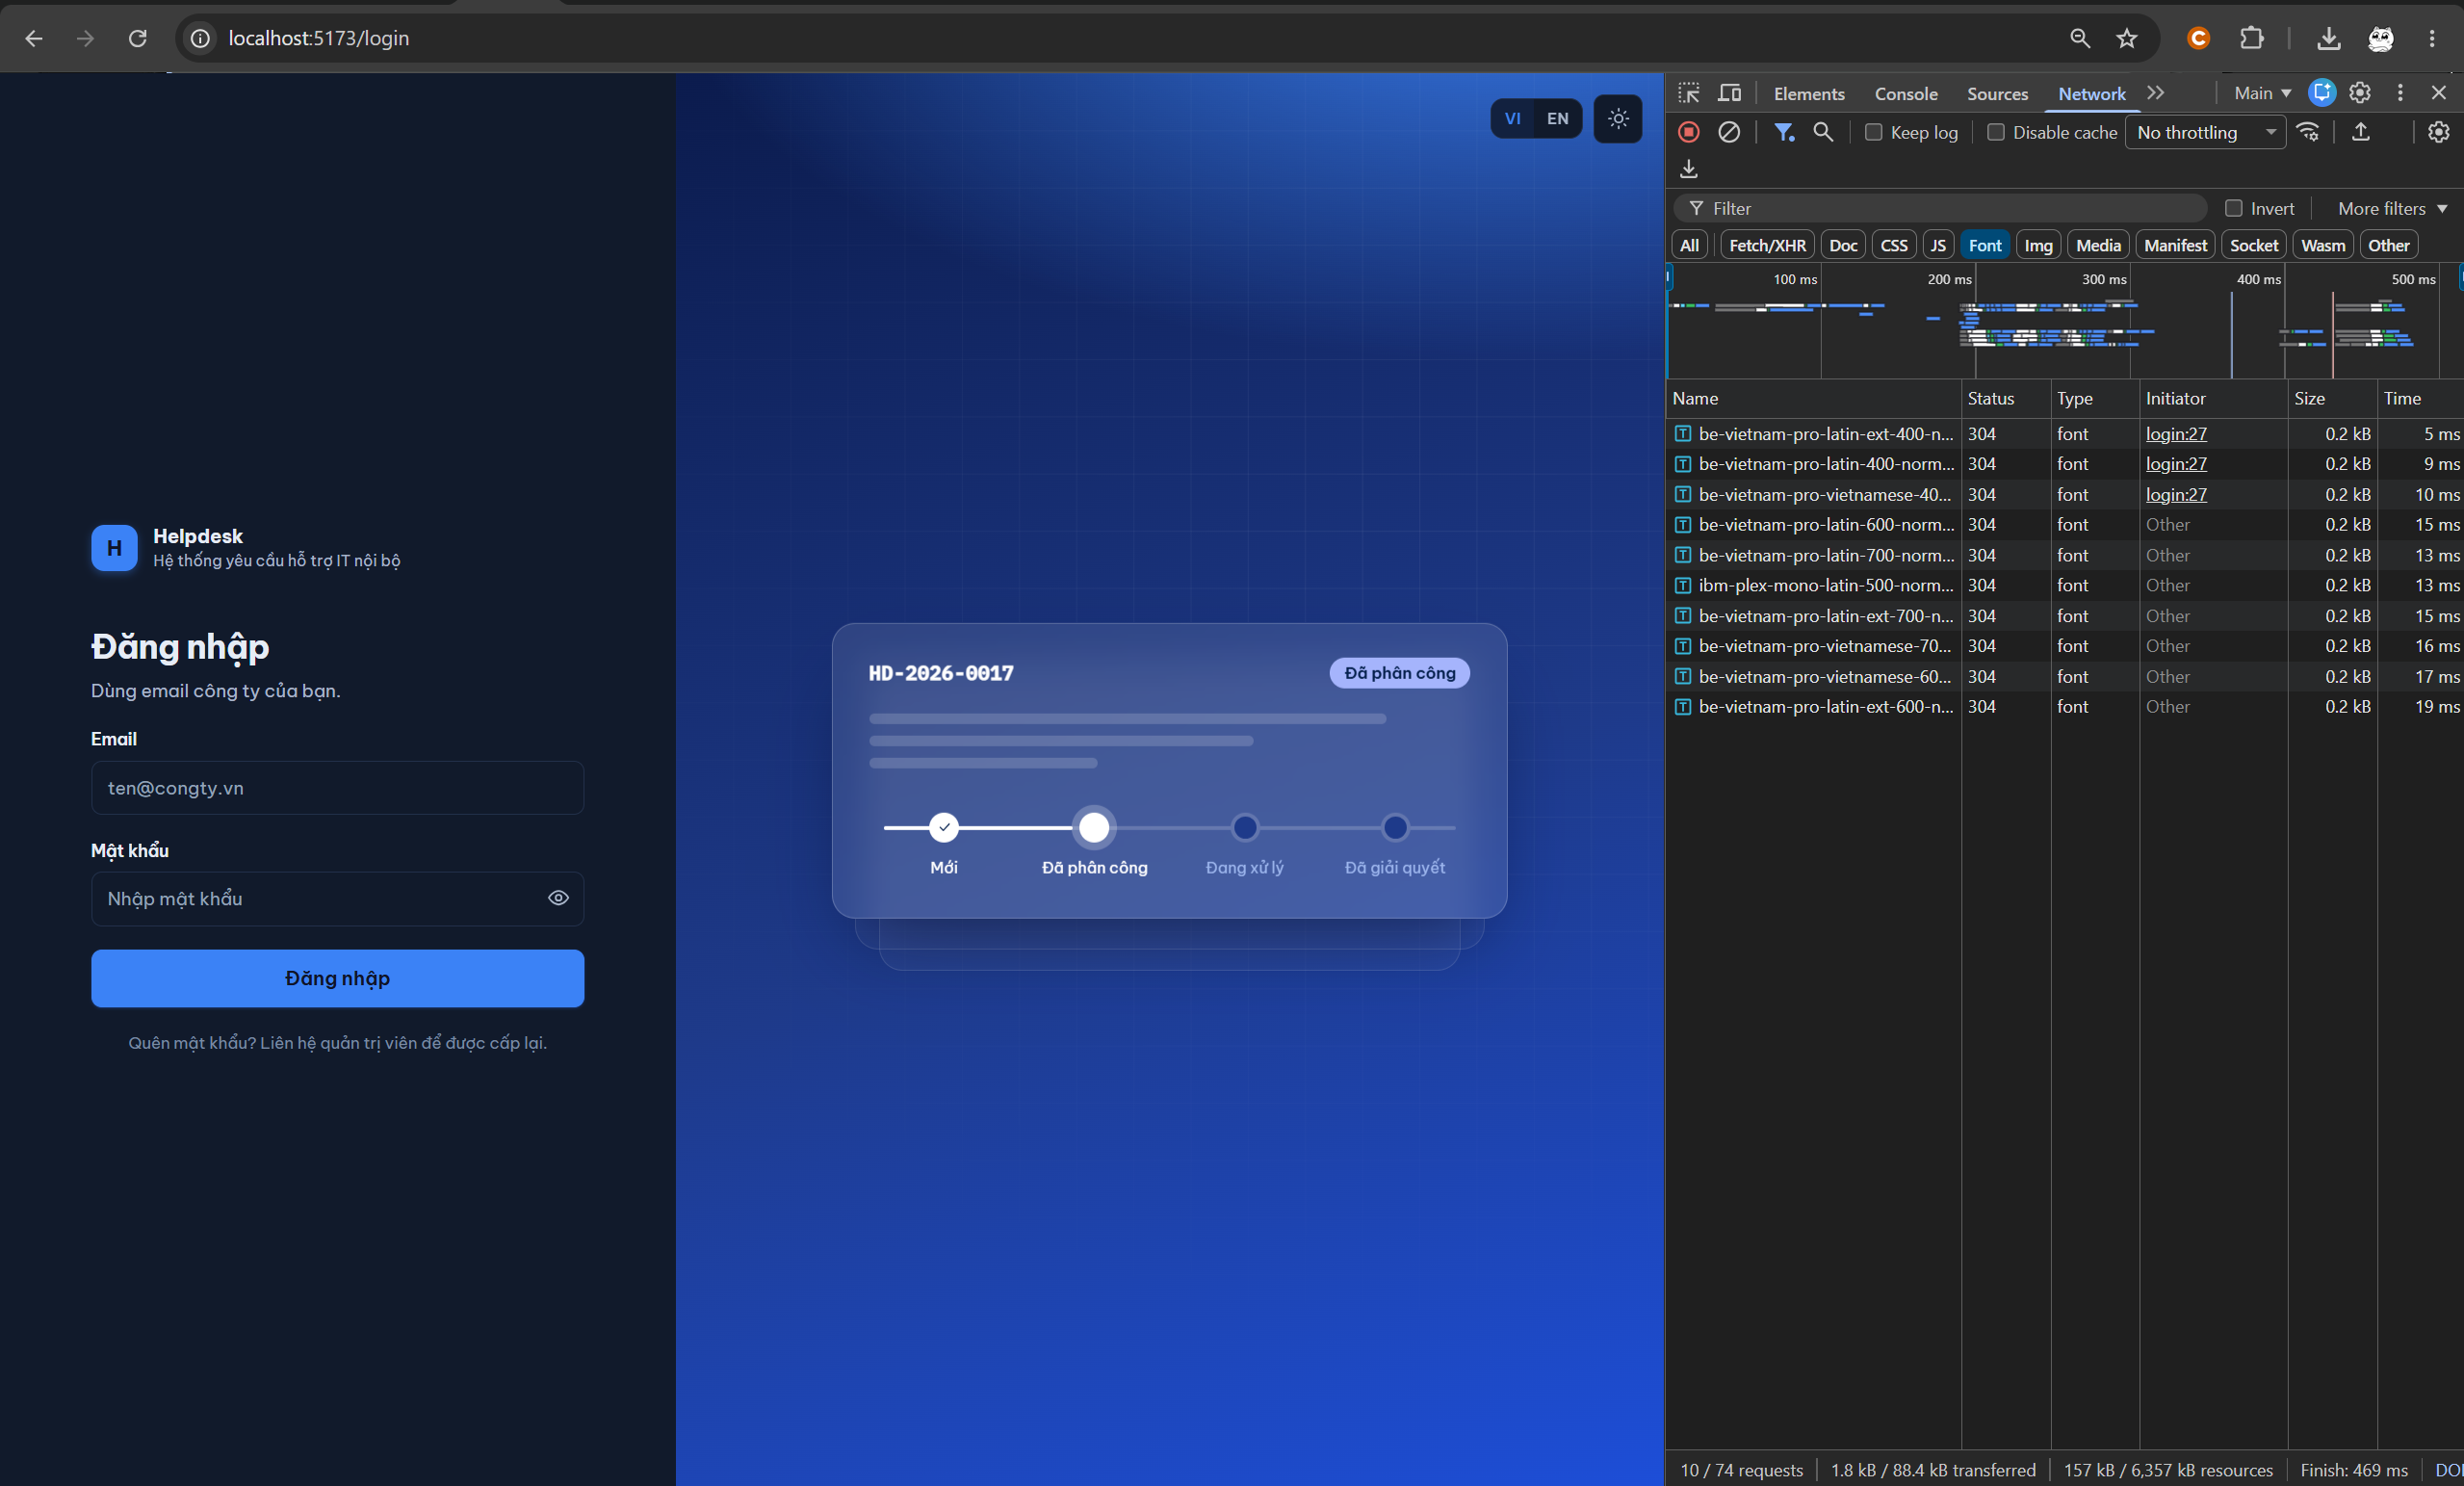 localhost:5173/login
VI EN
H
Helpdesk
Hệ thống yêu cầu hỗ trợ IT nội bộ
Đăng nhập
Dùng email công ty của bạn.
Email
ten@congty.vn
Mật khẩu
Nhập mật khẩu
Đăng nhập
Quên mật khẩu? Liên hệ quản trị viên để được cấp lại.
HD-2026-0017
Đã phân công
Mới
Đã phân công
Đang xử lý
Đã giải quyết
Elements Console Sources Network Main
Keep log Disable cache No throttling
Filter Invert More filters
All Fetch/XHR Doc CSS JS Font Img Media Manifest Socket Wasm Other
100 ms 200 ms 300 ms 400 ms 500 ms
Name Status Type Initiator Size Time
be-vietnam-pro-latin-ext-400-n... 304 font login:27 0.2 kB 5 ms
be-vietnam-pro-latin-400-norm... 304 font login:27 0.2 kB 9 ms
be-vietnam-pro-vietnamese-40... 304 font login:27 0.2 kB 10 ms
be-vietnam-pro-latin-600-norm... 304 font Other 0.2 kB 15 ms
be-vietnam-pro-latin-700-norm... 304 font Other 0.2 kB 13 ms
ibm-plex-mono-latin-500-norm... 304 font Other 0.2 kB 13 ms
be-vietnam-pro-latin-ext-700-n... 304 font Other 0.2 kB 15 ms
be-vietnam-pro-vietnamese-70... 304 font Other 0.2 kB 16 ms
be-vietnam-pro-vietnamese-60... 304 font Other 0.2 kB 17 ms
be-vietnam-pro-latin-ext-600-n... 304 font Other 0.2 kB 19 ms
10 / 74 requests 1.8 kB / 88.4 kB transferred 157 kB / 6,357 kB resources Finish: 469 ms DO